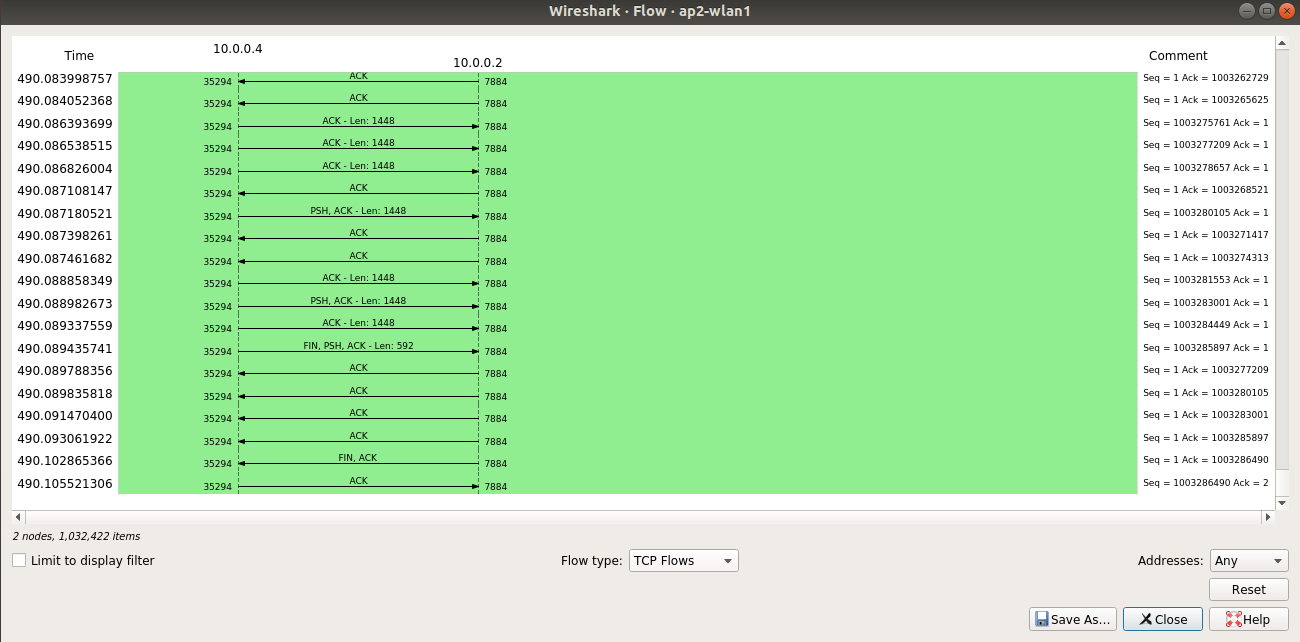 Wireshark · Flow · ap2-wlan1
Time 10.0.0.4 10.0.0.2 Comment
490.083998757 35294 ACK 7884 Seq = 1 Ack = 1003262729
490.084052368 35294 ACK 7884 Seq = 1 Ack = 1003265625
490.086393699 35294 ACK - Len: 1448 7884 Seq = 1003275761 Ack = 1
490.086538515 35294 ACK - Len: 1448 7884 Seq = 1003277209 Ack = 1
490.086826004 35294 ACK - Len: 1448 7884 Seq = 1003278657 Ack = 1
490.087108147 35294 ACK 7884 Seq = 1 Ack = 1003268521
490.087180521 35294 PSH, ACK - Len: 1448 7884 Seq = 1003280105 Ack = 1
490.087398261 35294 ACK 7884 Seq = 1 Ack = 1003271417
490.087461682 35294 ACK 7884 Seq = 1 Ack = 1003274313
490.088858349 35294 ACK - Len: 1448 7884 Seq = 1003281553 Ack = 1
490.088982673 35294 PSH, ACK - Len: 1448 7884 Seq = 1003283001 Ack = 1
490.089337559 35294 ACK - Len: 1448 7884 Seq = 1003284449 Ack = 1
490.089435741 35294 FIN, PSH, ACK - Len: 592 7884 Seq = 1003285897 Ack = 1
490.089788356 35294 ACK 7884 Seq = 1 Ack = 1003277209
490.089835818 35294 ACK 7884 Seq = 1 Ack = 1003280105
490.091470400 35294 ACK 7884 Seq = 1 Ack = 1003283001
490.093061922 35294 ACK 7884 Seq = 1 Ack = 1003285897
490.102865366 35294 FIN, ACK 7884 Seq = 1 Ack = 1003286490
490.105521306 35294 ACK 7884 Seq = 1003286490 Ack = 2
2 nodes, 1,032,422 items
Limit to display filter Flow type: TCP Flows Addresses: Any
Reset
Save As... Close Help